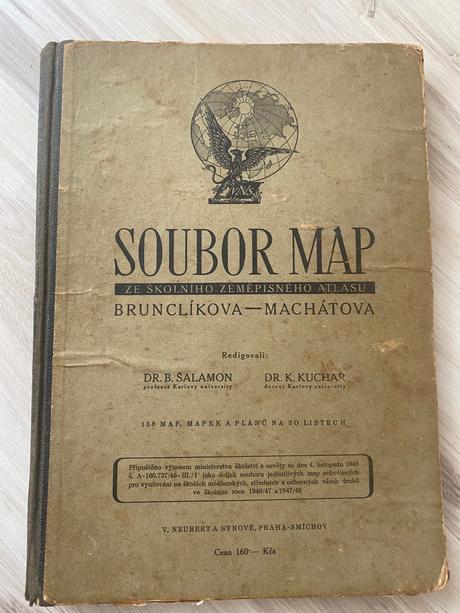 V.N.S.
SOUBOR MAP
ZE ŠKOLNÍHO ZEMĚPISNÉHO ATLASU
BRUNCLÍKOVA—MACHÁTOVA
Redigovali:
DR. B. ŠALAMON DR. K. KUCHAŘ
profesor Karlovy university docent Karlovy university
138 MAP, MAPEK A PLÁNŮ NA 30 LISTECH
Připuštěno výnosem ministerstva školství a osvěty ze dne 4. listopadu 1946
č. A-160.737/46-III./1 jako dotisk souboru jednotlivých map schválených
pro vyučování na školách měšťanských, středních a odborných všech druhů
ve školním roce 1946/47 a 1947/48
V. NEUBERT A SYNOVÉ, PRAHA-SMÍCHOV
Cena 160·— Kčs